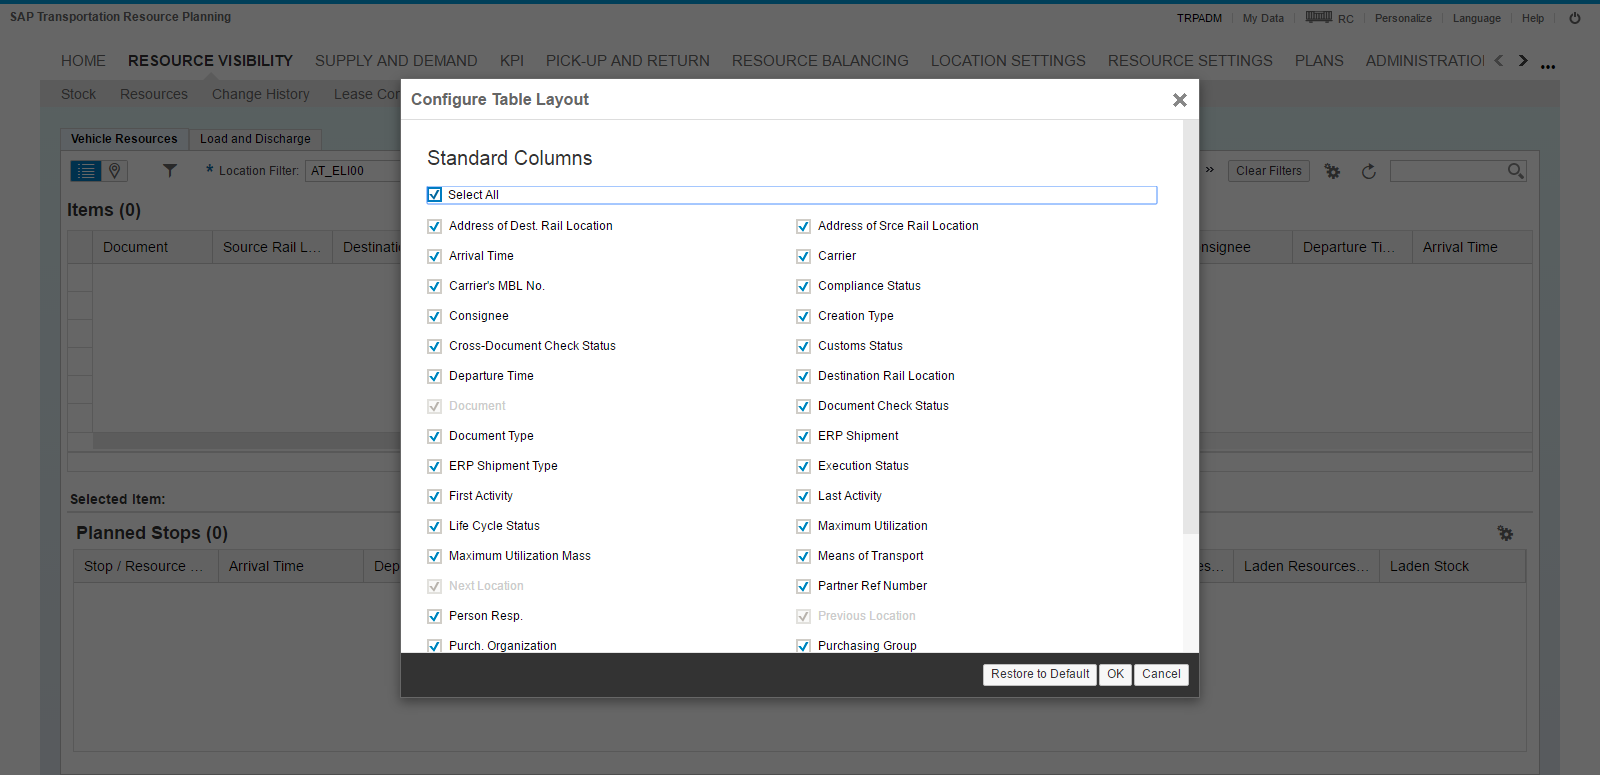 SAP Transportation Resource Planning
TRPADM My Data RC Personalize Language Help
HOME RESOURCE VISIBILITY SUPPLY AND DEMAND KPI PICK-UP AND RETURN RESOURCE BALANCING LOCATION SETTINGS RESOURCE SETTINGS PLANS ADMINISTRATIO
Stock Resources Change History Lease Cor
Configure Table Layout
Vehicle Resources Load and Discharge
* Location Filter: AT_ELI00
» Clear Filters
Standard Columns
Select All
Items (0)
Document Source Rail L... Destinati nsignee Departure Ti... Arrival Time
Address of Dest. Rail Location Address of Srce Rail Location
Arrival Time Carrier
Carrier's MBL No. Compliance Status
Consignee Creation Type
Cross-Document Check Status Customs Status
Departure Time Destination Rail Location
Document Document Check Status
Document Type ERP Shipment
ERP Shipment Type Execution Status
First Activity Last Activity
Selected Item:
Life Cycle Status Maximum Utilization
Planned Stops (0)
Maximum Utilization Mass Means of Transport
Stop / Resource ... Arrival Time Dep es... Laden Resources... Laden Stock
Next Location Partner Ref Number
Person Resp. Previous Location
Purch. Organization Purchasing Group
Restore to Default OK Cancel